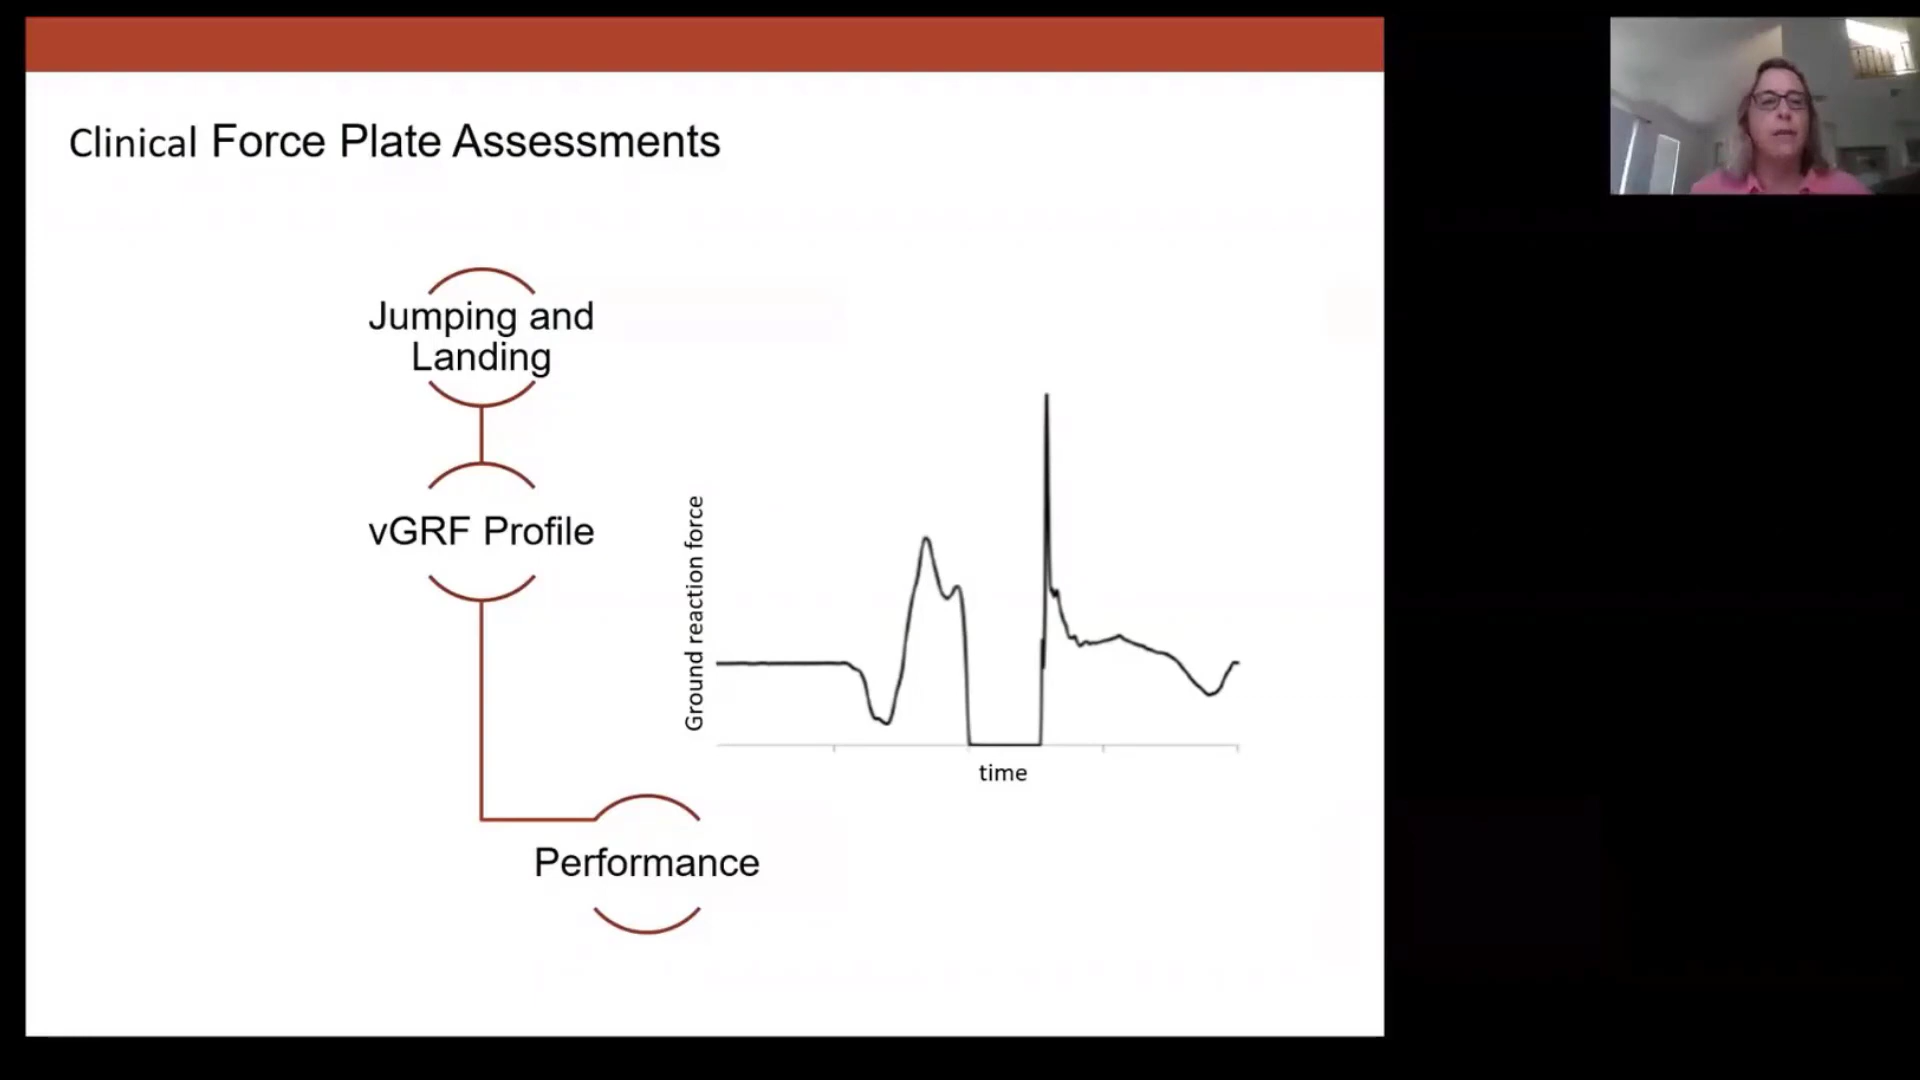 Clinical Force Plate Assessments
Jumping and
Landing
vGRF Profile
Ground reaction force
time
Performance